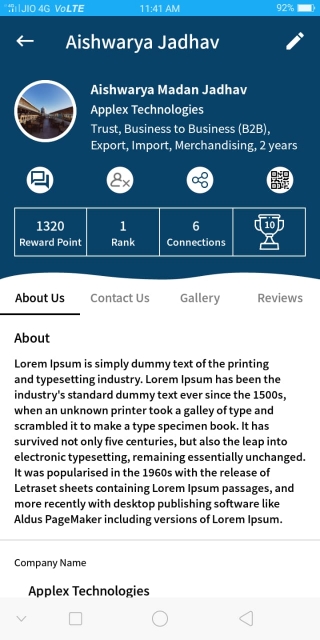 JIO 4G VoLTE 11:41 AM 92%
Aishwarya Jadhav
Aishwarya Madan Jadhav
Applex Technologies
Trust, Business to Business (B2B),
Export, Import, Merchandising, 2 years
1320 1 6 10
Reward Point Rank Connections
About Us Contact Us Gallery Reviews
About
Lorem Ipsum is simply dummy text of the printing
and typesetting industry. Lorem Ipsum has been the
industry's standard dummy text ever since the 1500s,
when an unknown printer took a galley of type and
scrambled it to make a type specimen book. It has
survived not only five centuries, but also the leap into
electronic typesetting, remaining essentially unchanged.
It was popularised in the 1960s with the release of
Letraset sheets containing Lorem Ipsum passages, and
more recently with desktop publishing software like
Aldus PageMaker including versions of Lorem Ipsum.
Company Name
Applex Technologies